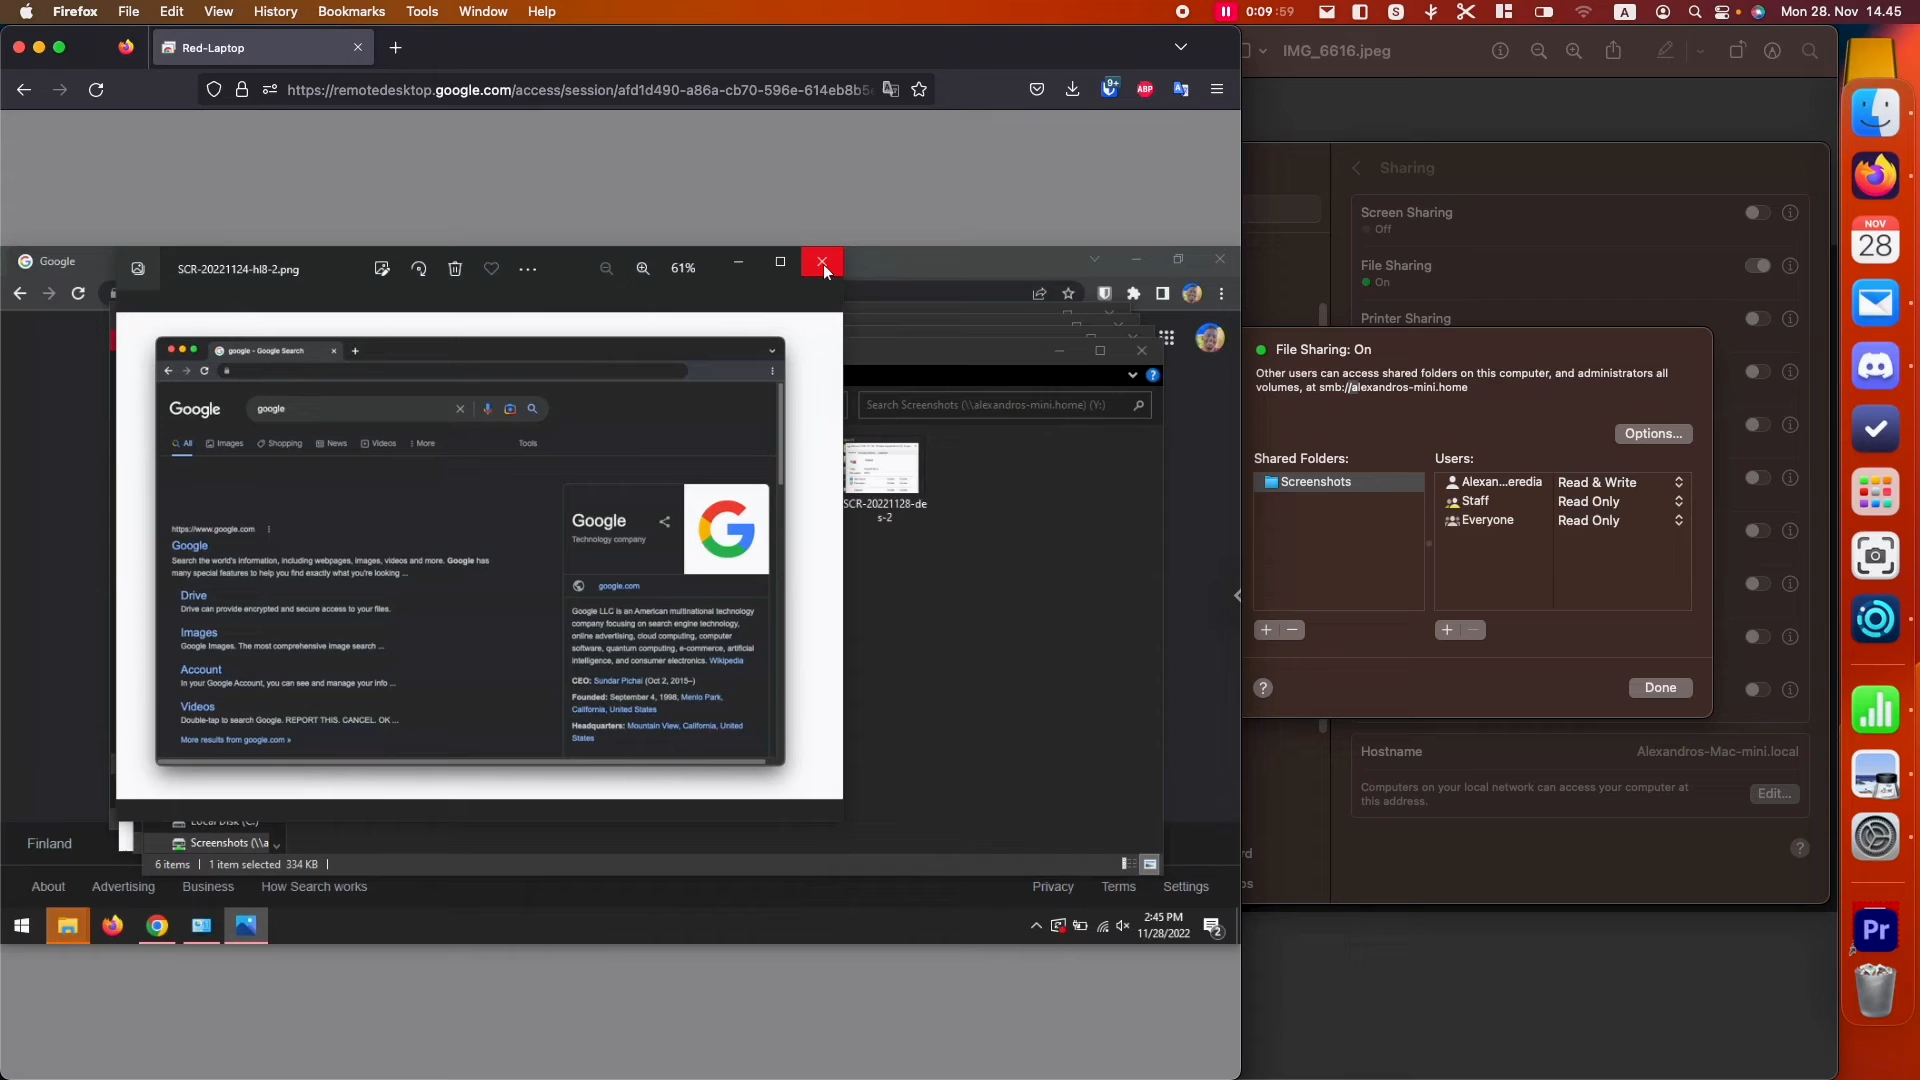 Firefox File Edit View History Bookmarks Tools Window Help
0:09:59
A
Mon 28. Nov 14.45
Red-Laptop
IMG_6616.jpeg
https://remotedesktop.google.com/access/session/afd1d490-a86a-cb70-596e-614eb8b5
9+
ABP
Google
SCR-20221124-hl8-2.png
61%
google - Google Search
Google
google
All
Images
Shopping
News
Videos
More
Tools
https://www.google.com
Google
Search the world's information, including webpages, images, videos and more. Google has
many special features to help you find exactly what you're looking ...
Drive
Drive can provide encrypted and secure access to your files.
Images
Google Images. The most comprehensive image search ...
Account
In your Google Account, you can see and manage your info ...
Videos
Double-tap to search Google. REPORT THIS. CANCEL. OK ...
More results from google.com »
Google
Technology company
google.com
Google LLC is an American multinational technology
company focusing on search engine technology,
online advertising, cloud computing, computer
software, quantum computing, e-commerce, artificial
intelligence, and consumer electronics. Wikipedia
CEO: Sundar Pichai (Oct 2, 2015–)
Founded: September 4, 1998, Menlo Park,
California, United States
Headquarters: Mountain View, California, United
States
Search Screenshots (\\alexandros-mini.home) (Y:)
SCR-20221128-de
s-2
Local Disk (C:)
Screenshots (\\a
6 items
1 item selected 334 KB
Finland
About
Advertising
Business
How Search works
Privacy
Terms
Settings
2:45 PM
11/28/2022
2
Sharing
Screen Sharing
Off
File Sharing
On
Printer Sharing
File Sharing: On
Other users can access shared folders on this computer, and administrators all
volumes, at smb://alexandros-mini.home
Options...
Shared Folders:
Users:
Screenshots
Alexan...eredia Read & Write
Staff Read Only
Everyone Read Only
Done
Hostname
Alexandros-Mac-mini.local
Computers on your local network can access your computer at
this address.
Edit...
NOV
28
Pr